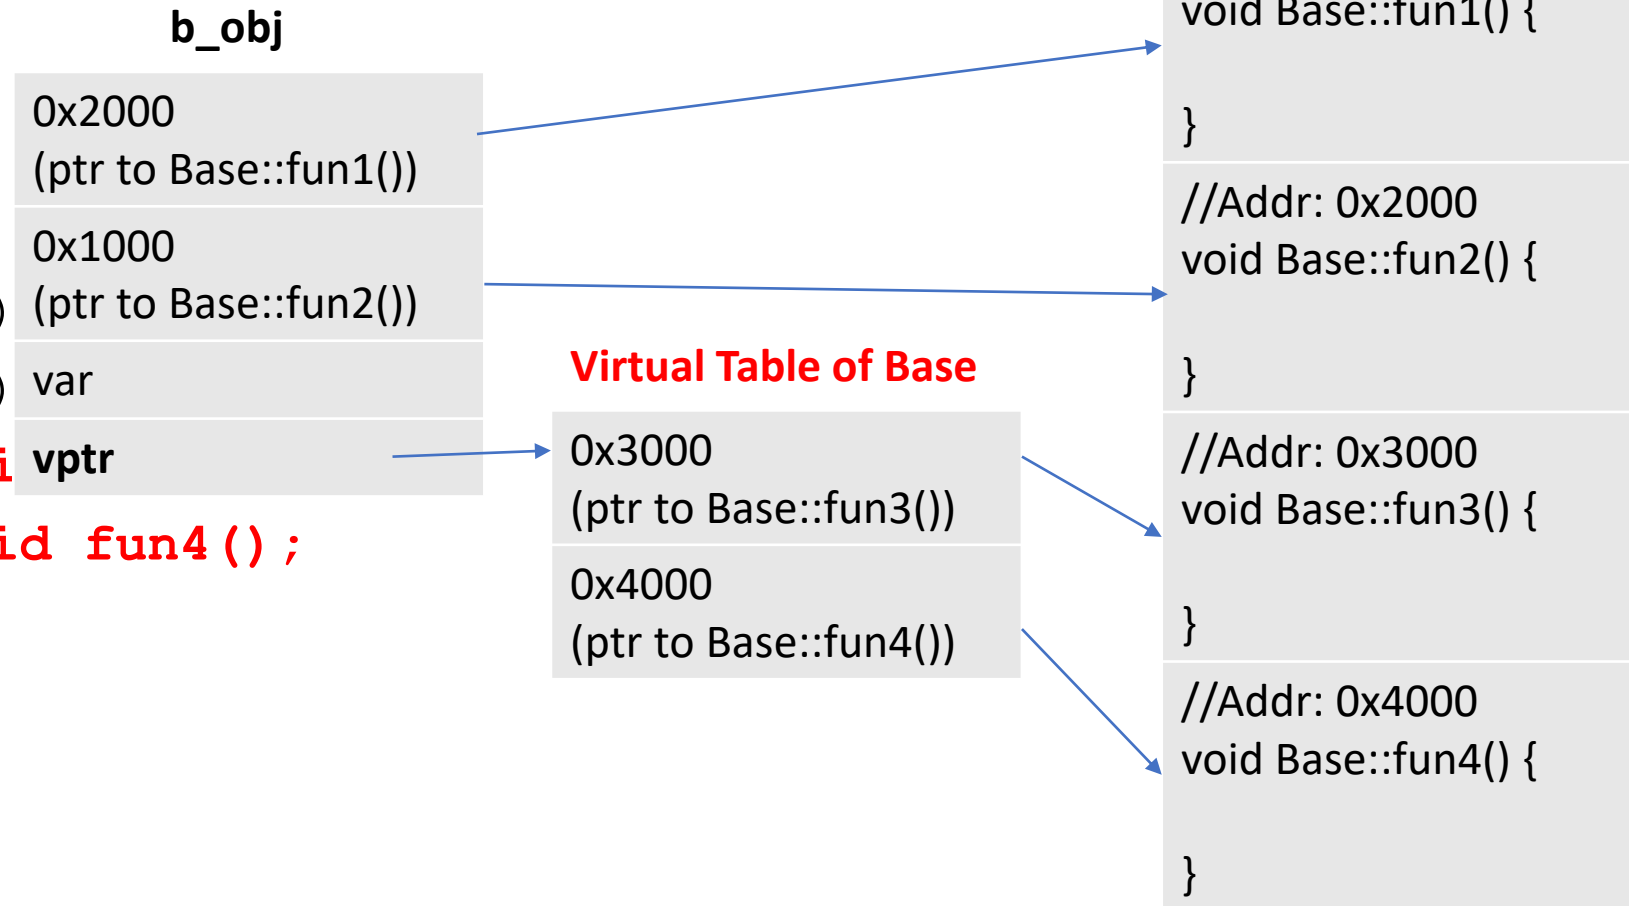 b_obj
0x2000
(ptr to Base::fun1())
0x1000
(ptr to Base::fun2())
var
vptr
)
)
i
id fun4();
Virtual Table of Base
0x3000
(ptr to Base::fun3())
0x4000
(ptr to Base::fun4())
void Base::fun1() {
}
//Addr: 0x2000
void Base::fun2() {
}
//Addr: 0x3000
void Base::fun3() {
}
//Addr: 0x4000
void Base::fun4() {
}